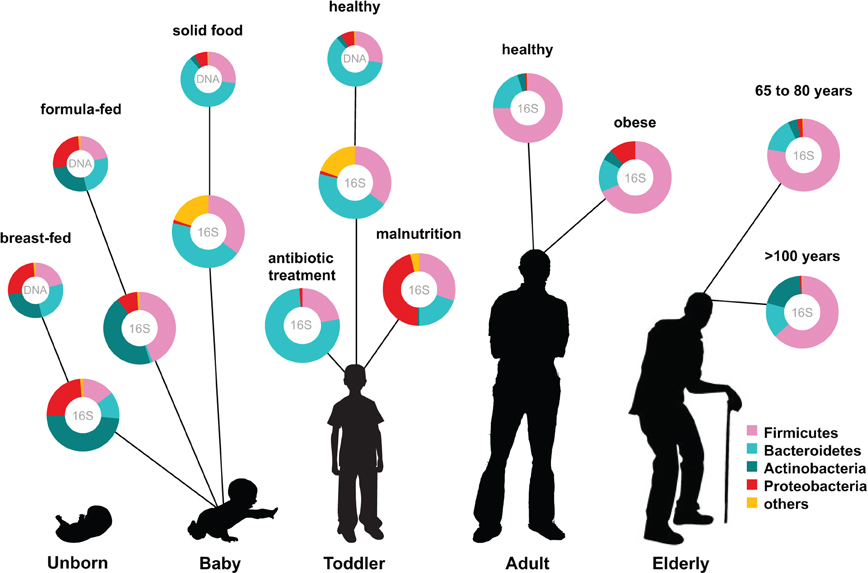 solid food
DNA
formula-fed
DNA
breast-fed
DNA
16S
16S
16S
healthy
DNA
16S
antibiotic
treatment
16S
malnutrition
16S
healthy
16S
obese
16S
65 to 80 years
16S
>100 years
16S
Firmicutes
Bacteroidetes
Actinobacteria
Proteobacteria
others
Unborn
Baby
Toddler
Adult
Elderly